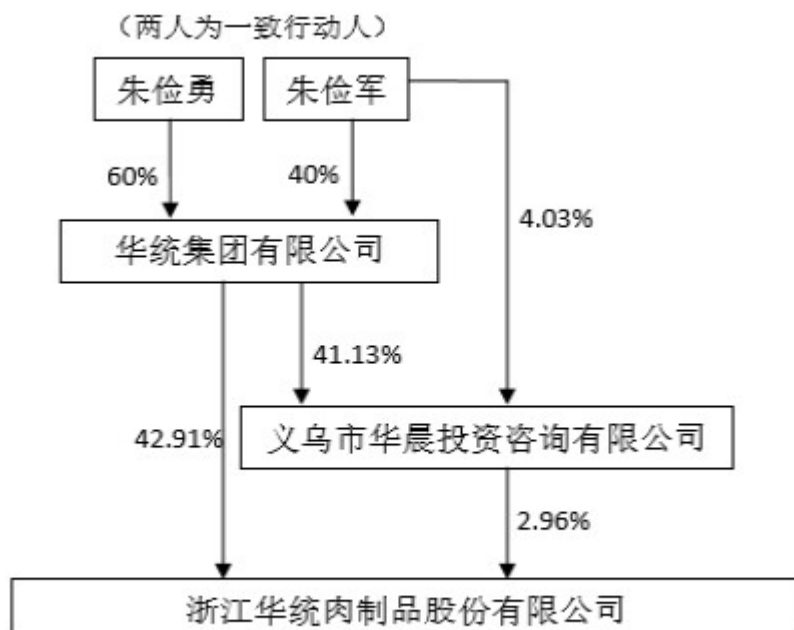 （两人为一致行动人）
朱俭勇
朱俭军
60%
40%
4.03%
华统集团有限公司
41.13%
42.91%
义乌市华晨投资咨询有限公司
2.96%
浙江华统肉制品股份有限公司